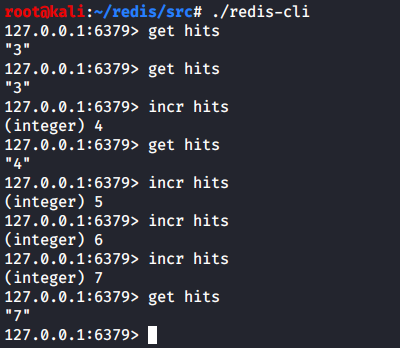 root@kali:~/redis/src# ./redis-cli
127.0.0.1:6379> get hits
"3"
127.0.0.1:6379> get hits
"3"
127.0.0.1:6379> incr hits
(integer) 4
127.0.0.1:6379> get hits
"4"
127.0.0.1:6379> incr hits
(integer) 5
127.0.0.1:6379> incr hits
(integer) 6
127.0.0.1:6379> incr hits
(integer) 7
127.0.0.1:6379> get hits
"7"
127.0.0.1:6379>